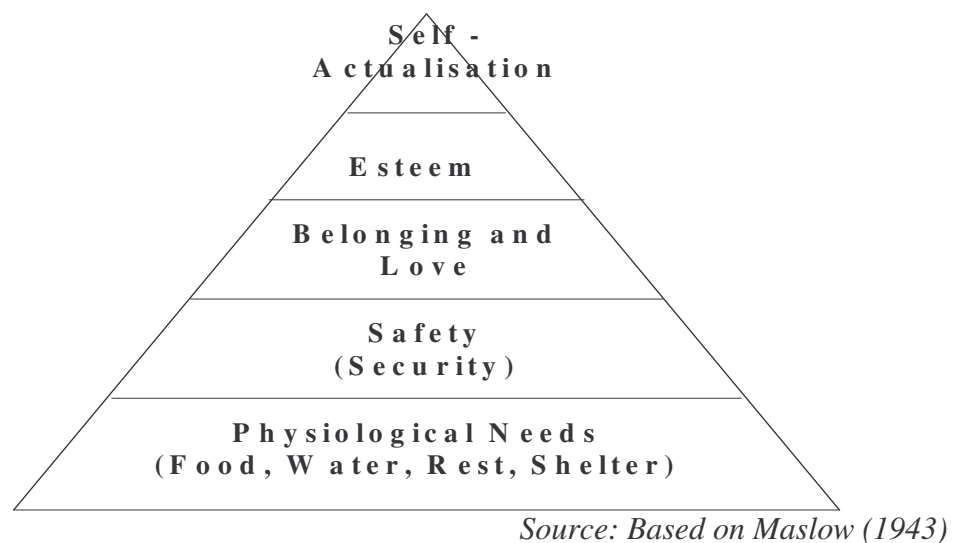 Self -
Actualisation
Esteem
Belonging and
Love
Safety
(Security)
Physiological Needs
(Food, Water, Rest, Shelter)
Source: Based on Maslow (1943)